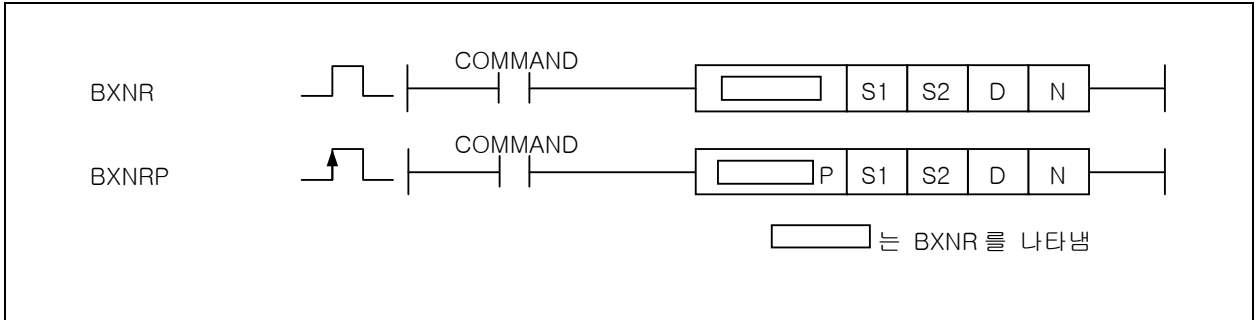 COMMAND
BXNR S1 S2 D N
COMMAND
BXNRP P S1 S2 D N
는 BXNR 를 나타냄